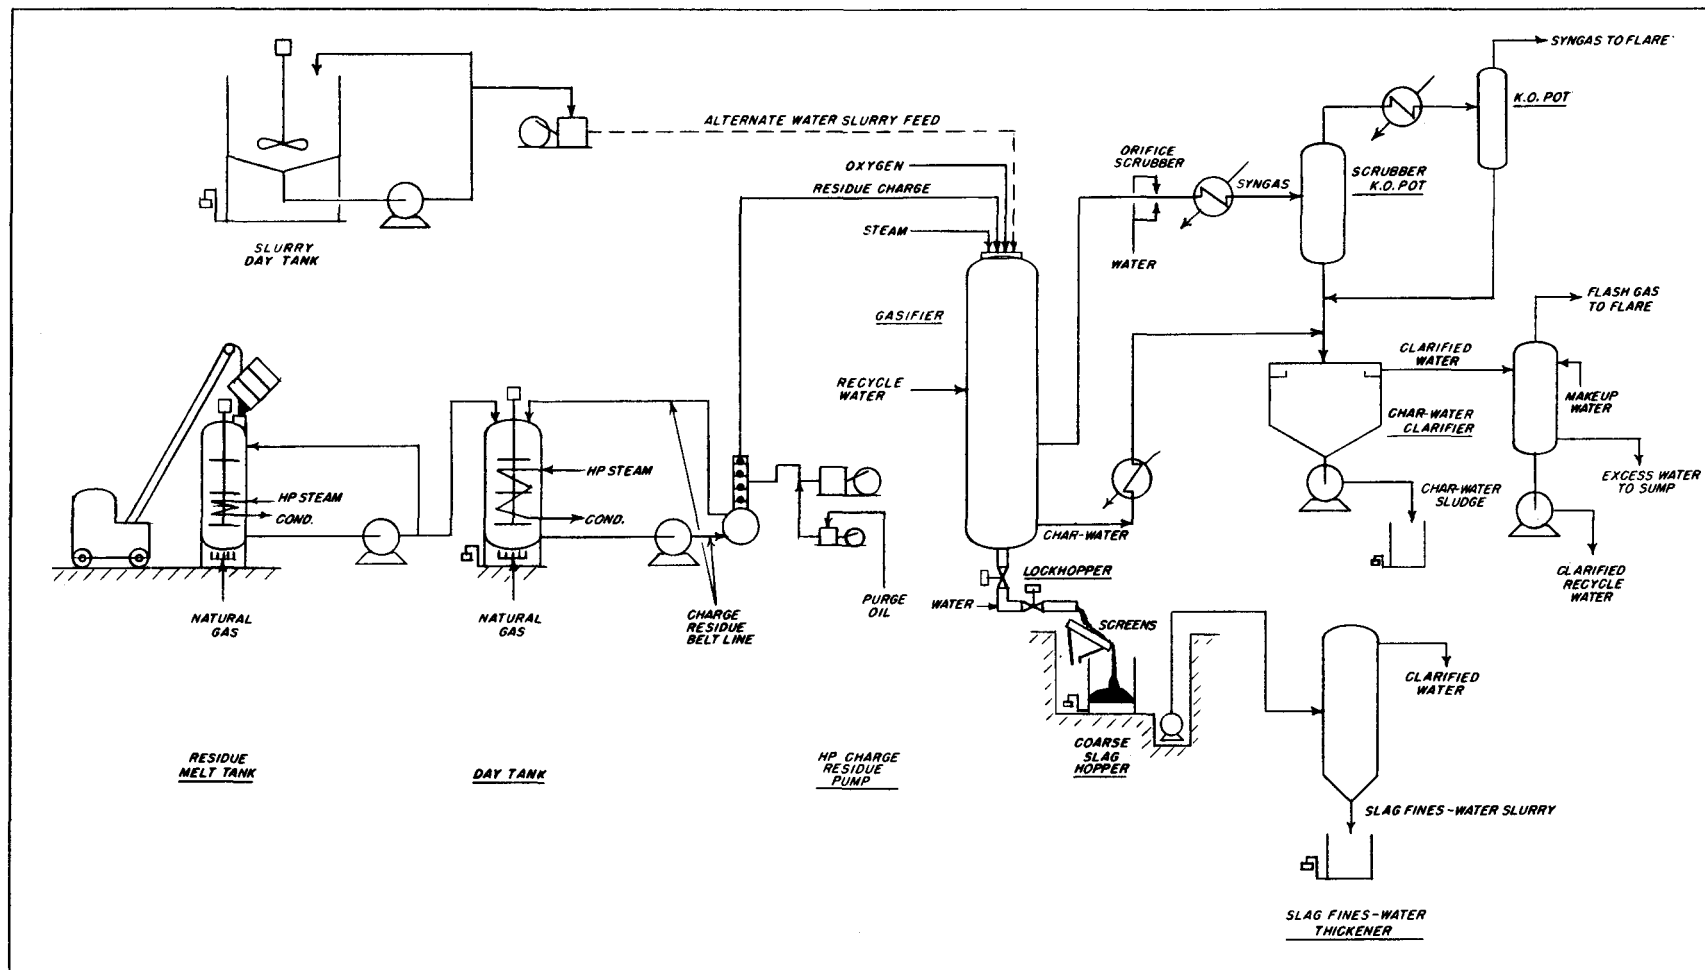 SYNGAS TO FLARE
K.O. POT
ALTERNATE WATER SLURRY FEED
ORIFICE
SCRUBBER
OXYGEN
SYNGAS
SCRUBBER
K.O. POT
RESIDUE CHARGE
STEAM
WATER
SLURRY
DAY TANK
FLASH GAS
TO FLARE
GASIFIER
CLARIFIED
WATER
RECYCLE
WATER
MAKEUP
WATER
CHAR-WATER
CLARIFIER
HP STEAM
COND.
HP STEAM
COND.
EXCESS WATER
TO SUMP
CHAR-WATER
SLUDGE
CHAR-WATER
LOCKHOPPER
CLARIFIED
RECYCLE
WATER
PURGE
OIL
WATER
NATURAL
GAS
NATURAL
GAS
CHARGE
RESIDUE
BELT LINE
SCREENS
CLARIFIED
WATER
RESIDUE
MELT TANK
DAY TANK
HP CHARGE
RESIDUE
PUMP
COARSE
SLAG
HOPPER
SLAG FINES-WATER SLURRY
SLAG FINES-WATER
THICKENER